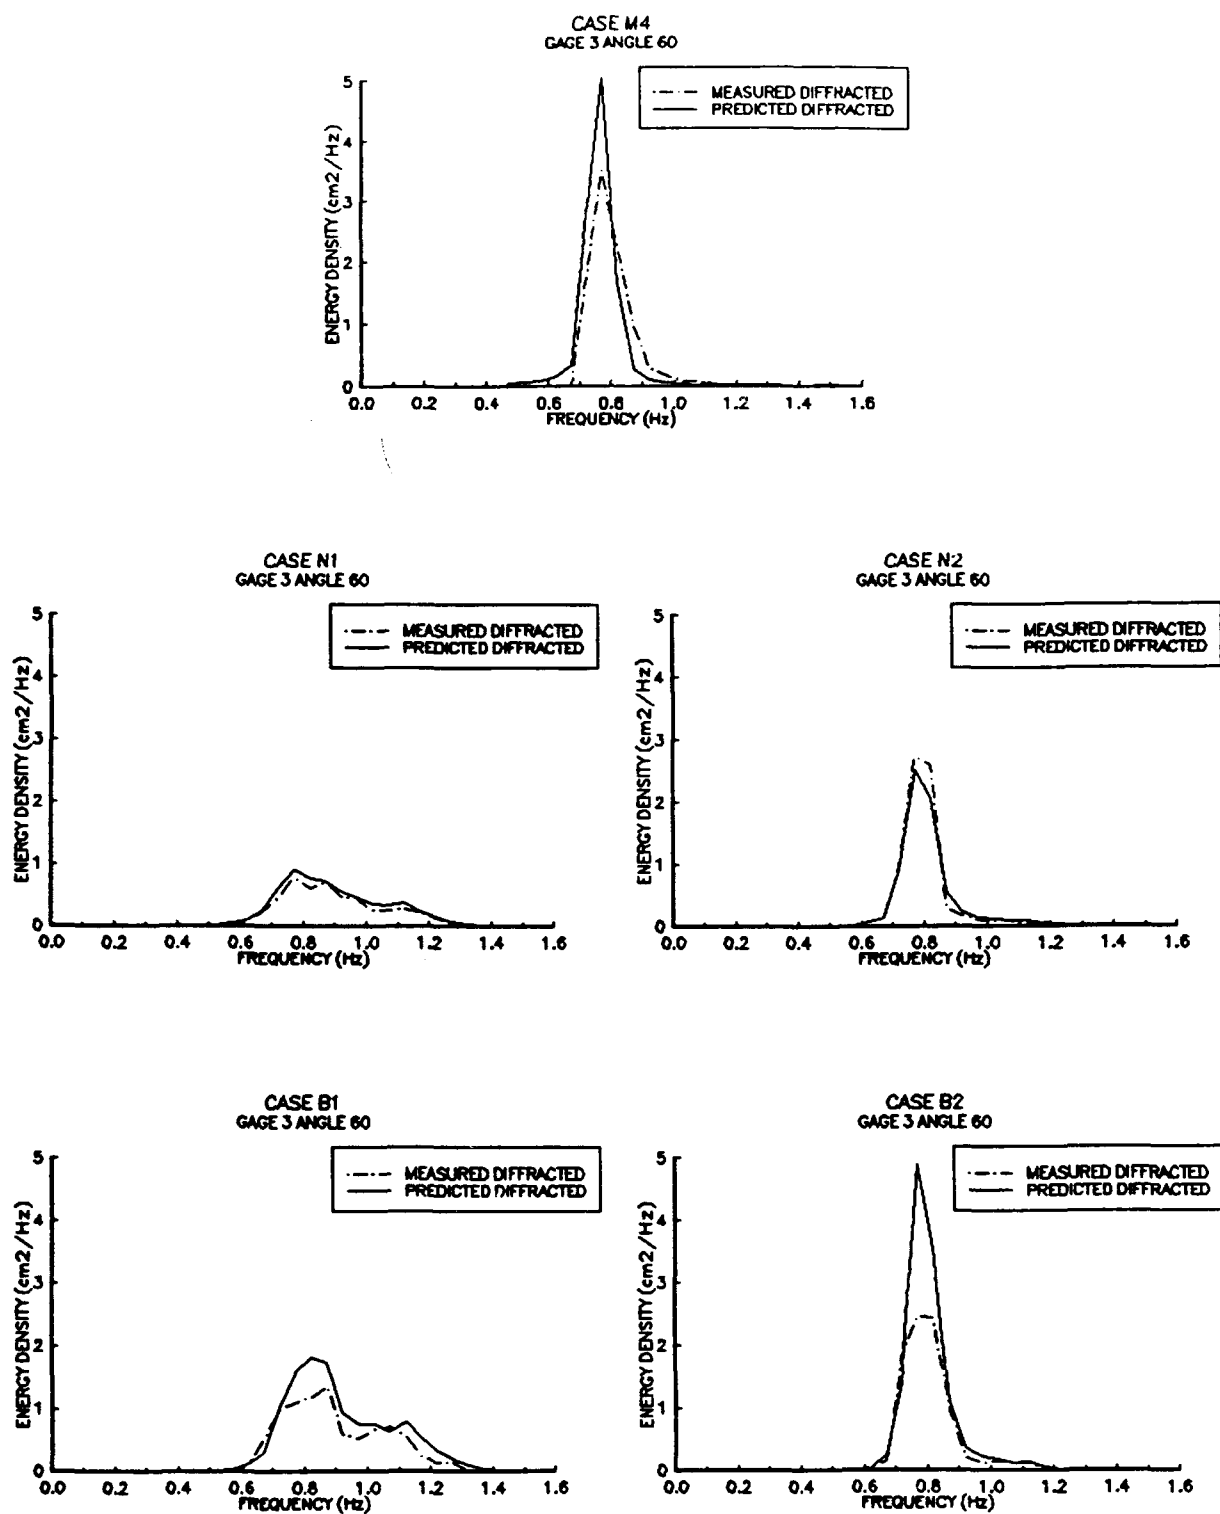 CASE M4
GAGE 3 ANGLE 60
MEASURED DIFFRACTED
PREDICTED DIFFRACTED
ENERGY DENSITY (cm2/Hz)
5
4
3
2
1
0
0.0 0.2 0.4 0.6 0.8 1.0 1.2 1.4 1.6
FREQUENCY (Hz)
CASE N1
GAGE 3 ANGLE 60
MEASURED DIFFRACTED
PREDICTED DIFFRACTED
ENERGY DENSITY (cm2/Hz)
5
4
3
2
1
0
0.0 0.2 0.4 0.6 0.8 1.0 1.2 1.4 1.6
FREQUENCY (Hz)
CASE N2
GAGE 3 ANGLE 60
MEASURED DIFFRACTED
PREDICTED DIFFRACTED
ENERGY DENSITY (cm2/Hz)
5
4
3
2
1
0
0.0 0.2 0.4 0.6 0.8 1.0 1.2 1.4 1.6
FREQUENCY (Hz)
CASE B1
GAGE 3 ANGLE 60
MEASURED DIFFRACTED
PREDICTED DIFFRACTED
ENERGY DENSITY (cm2/Hz)
5
4
3
2
1
0
0.0 0.2 0.4 0.6 0.8 1.0 1.2 1.4 1.6
FREQUENCY (Hz)
CASE B2
GAGE 3 ANGLE 60
MEASURED DIFFRACTED
PREDICTED DIFFRACTED
ENERGY DENSITY (cm2/Hz)
5
4
3
2
1
0
0.0 0.2 0.4 0.6 0.8 1.0 1.2 1.4 1.6
FREQUENCY (Hz)